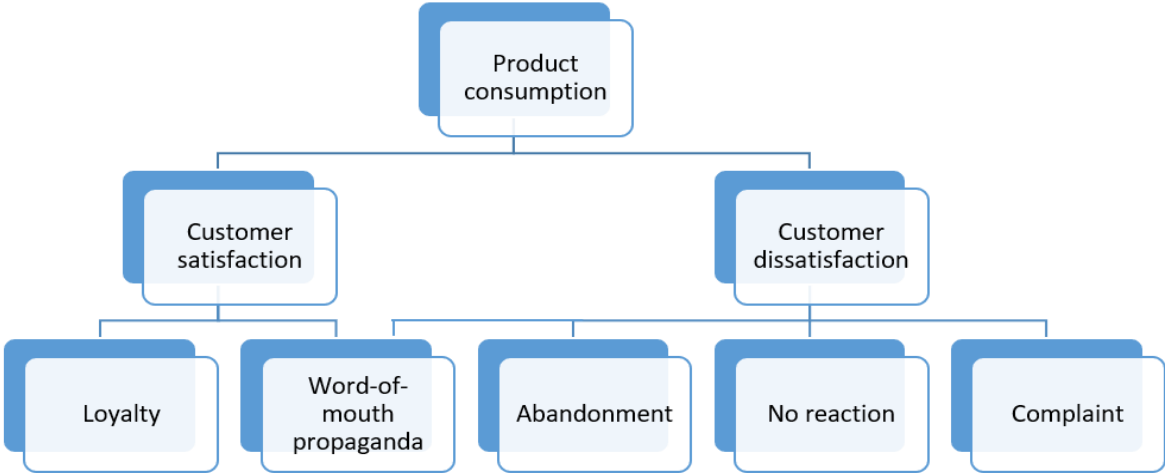 Product
consumption
Customer
satisfaction
Customer
dissatisfaction
Loyalty
Word-of-
mouth
propaganda
Abandonment
No reaction
Complaint